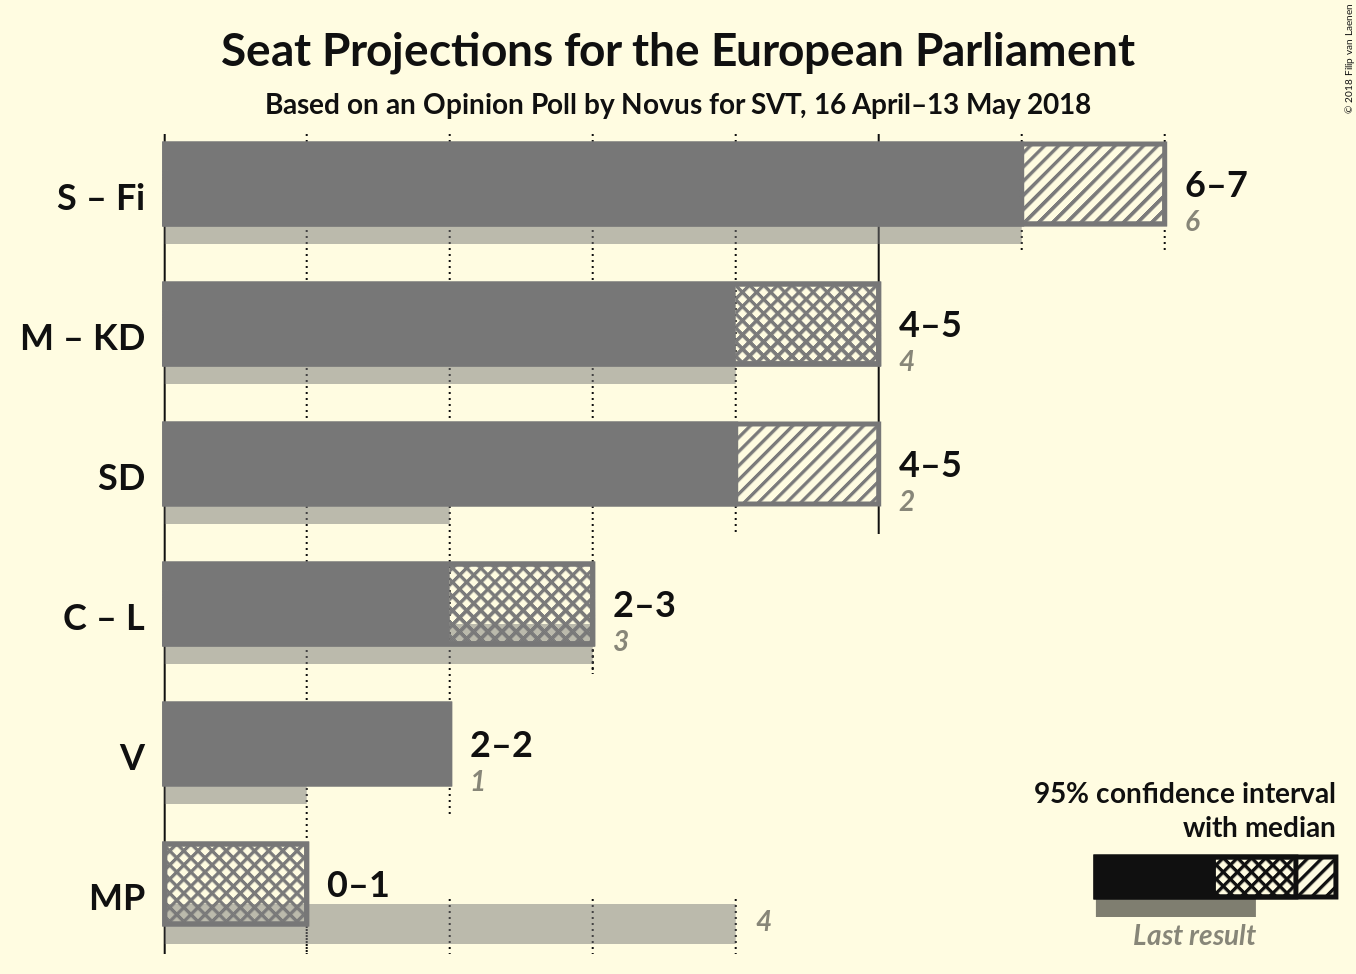 Seat Projections for the European Parliament
Based on an Opinion Poll by Novus for SVT, 16 April–13 May 2018
© 2018 Filip van Laenen
S – Fi
6–7
6
M – KD
4–5
4
SD
4–5
2
C – L
2–3
3
V
2–2
1
MP
0–1
4
95% confidence interval
with median
Last result